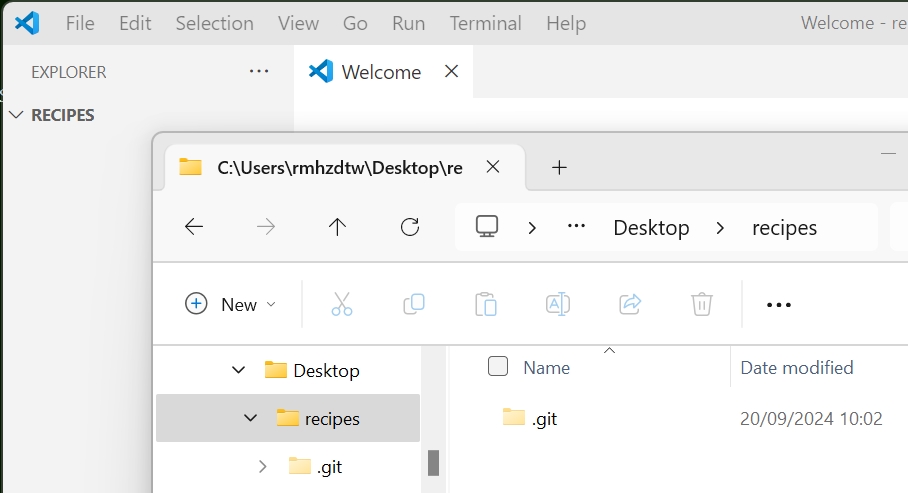 File Edit Selection View Go Run Terminal Help Welcome - re
EXPLORER ··· Welcome
RECIPES
C:\Users\rmhzdtw\Desktop\re
··· Desktop > recipes
New
Name Date modified
Desktop
recipes
.git 20/09/2024 10:02
.git